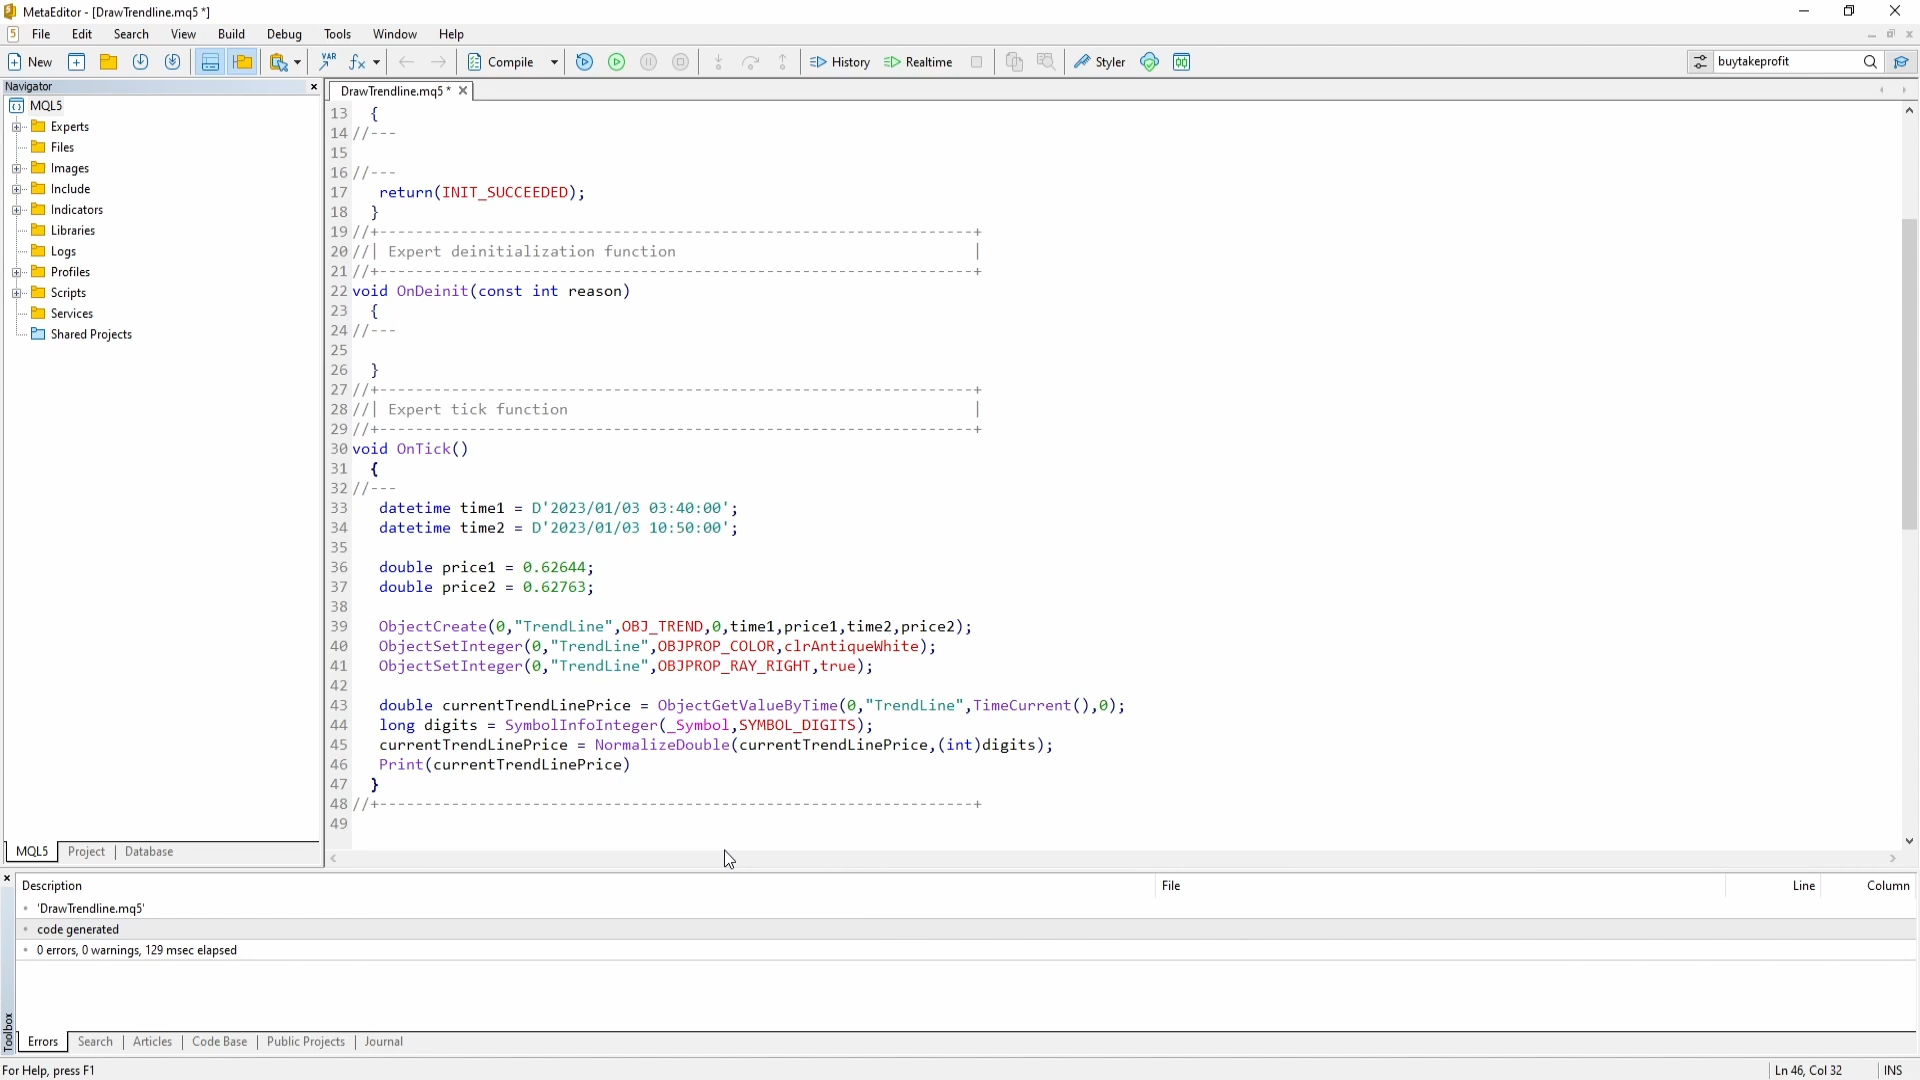 MetaEditor - [DrawTrendline.mq5 *]
File Edit Search View Build Debug Tools Window Help
New VAR Compile History Realtime Styler buytakeprofit
Navigator
DrawTrendline.mq5 *
MQL5
Experts
Files
Images
Include
Indicators
Libraries
Logs
Profiles
Scripts
Services
Shared Projects
MQL5 Project Database
13 {
14 //---
15
16 //---
17 return(INIT_SUCCEEDED);
18 }
19 //+------------------------------------------------------------------+
20 //| Expert deinitialization function |
21 //+------------------------------------------------------------------+
22 void OnDeinit(const int reason)
23 {
24 //---
25
26 }
27 //+------------------------------------------------------------------+
28 //| Expert tick function |
29 //+------------------------------------------------------------------+
30 void OnTick()
31 {
32 //---
33 datetime time1 = D'2023/01/03 03:40:00';
34 datetime time2 = D'2023/01/03 10:50:00';
35
36 double price1 = 0.62644;
37 double price2 = 0.62763;
38
39 ObjectCreate(0,"TrendLine",OBJ_TREND,0,time1,price1,time2,price2);
40 ObjectSetInteger(0,"TrendLine",OBJPROP_COLOR,clrAntiqueWhite);
41 ObjectSetInteger(0,"TrendLine",OBJPROP_RAY_RIGHT,true);
42
43 double currentTrendLinePrice = ObjectGetValueByTime(0,"TrendLine",TimeCurrent(),0);
44 long digits = SymbolInfoInteger(_Symbol,SYMBOL_DIGITS);
45 currentTrendLinePrice = NormalizeDouble(currentTrendLinePrice,(int)digits);
46 Print(currentTrendLinePrice)
47 }
48 //+------------------------------------------------------------------+
49
Description File Line Column
'DrawTrendline.mq5'
code generated
0 errors, 0 warnings, 129 msec elapsed
Toolbox
Errors Search Articles Code Base Public Projects Journal
For Help, press F1 Ln 46, Col 32 INS